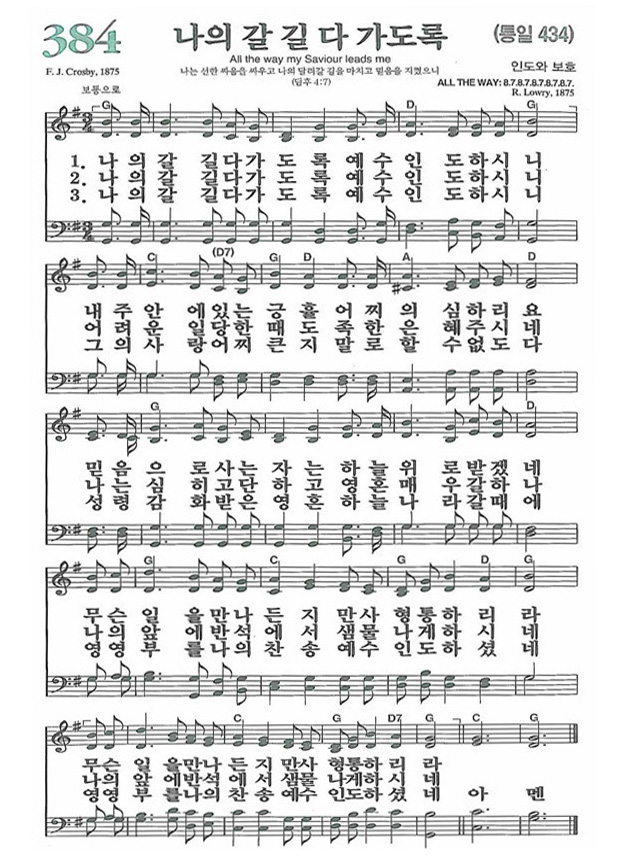 384 나의 갈 길 다 가도록 (통일 434)
All the way my Saviour leads me
F. J. Crosby, 1875 나는 선한 싸움을 싸우고 나의 달려갈 길을 마치고 믿음을 지켰으니 인도와 보호
(딤후 4:7) ALL THE WAY: 8.7.8.7.8.7.8.7.8.7.
보통으로 R. Lowry, 1875
G D G
1. 나 의 갈 길 다 가 도 록 예 수 인 도 하 시 니
2. 나 의 갈 길 다 가 도 록 예 수 인 도 하 시 니
3. 나 의 갈 길 다 가 도 록 예 수 인 도 하 시 니
C (D7) G D A D
내 주 안 에 있 는 긍 휼 어 찌 의 심 하 리 요
어 려 운 일 당 한 때 도 족 한 은 혜 주 시 네
그 의 사 랑 어 찌 큰 지 말 로 할 수 없 도 다
G D
믿 음 으 로 사 는 자 는 하 늘 위 로 받 겠 네
나 는 심 히 고 단 하 고 영 혼 매 우 갈 하 나
성 령 감 화 받 은 영 혼 하 늘 나 라 갈 때 에
G C G D G
무 슨 일 을 만 나 든 지 만 사 형 통 하 리 라
나 의 앞 에 반 석 에 서 샘 물 나 게 하 시 네
영 영 부 를 나 의 찬 송 예 수 인 도 하 셨 네
C G D7 G C G
무 슨 일 을 만 나 든 지 만 사 형 통 하 리 라
나 의 앞 에 반 석 에 서 샘 물 나 게 하 시 네
영 영 부 를 나 의 찬 송 예 수 인 도 하 셨 네 아 멘